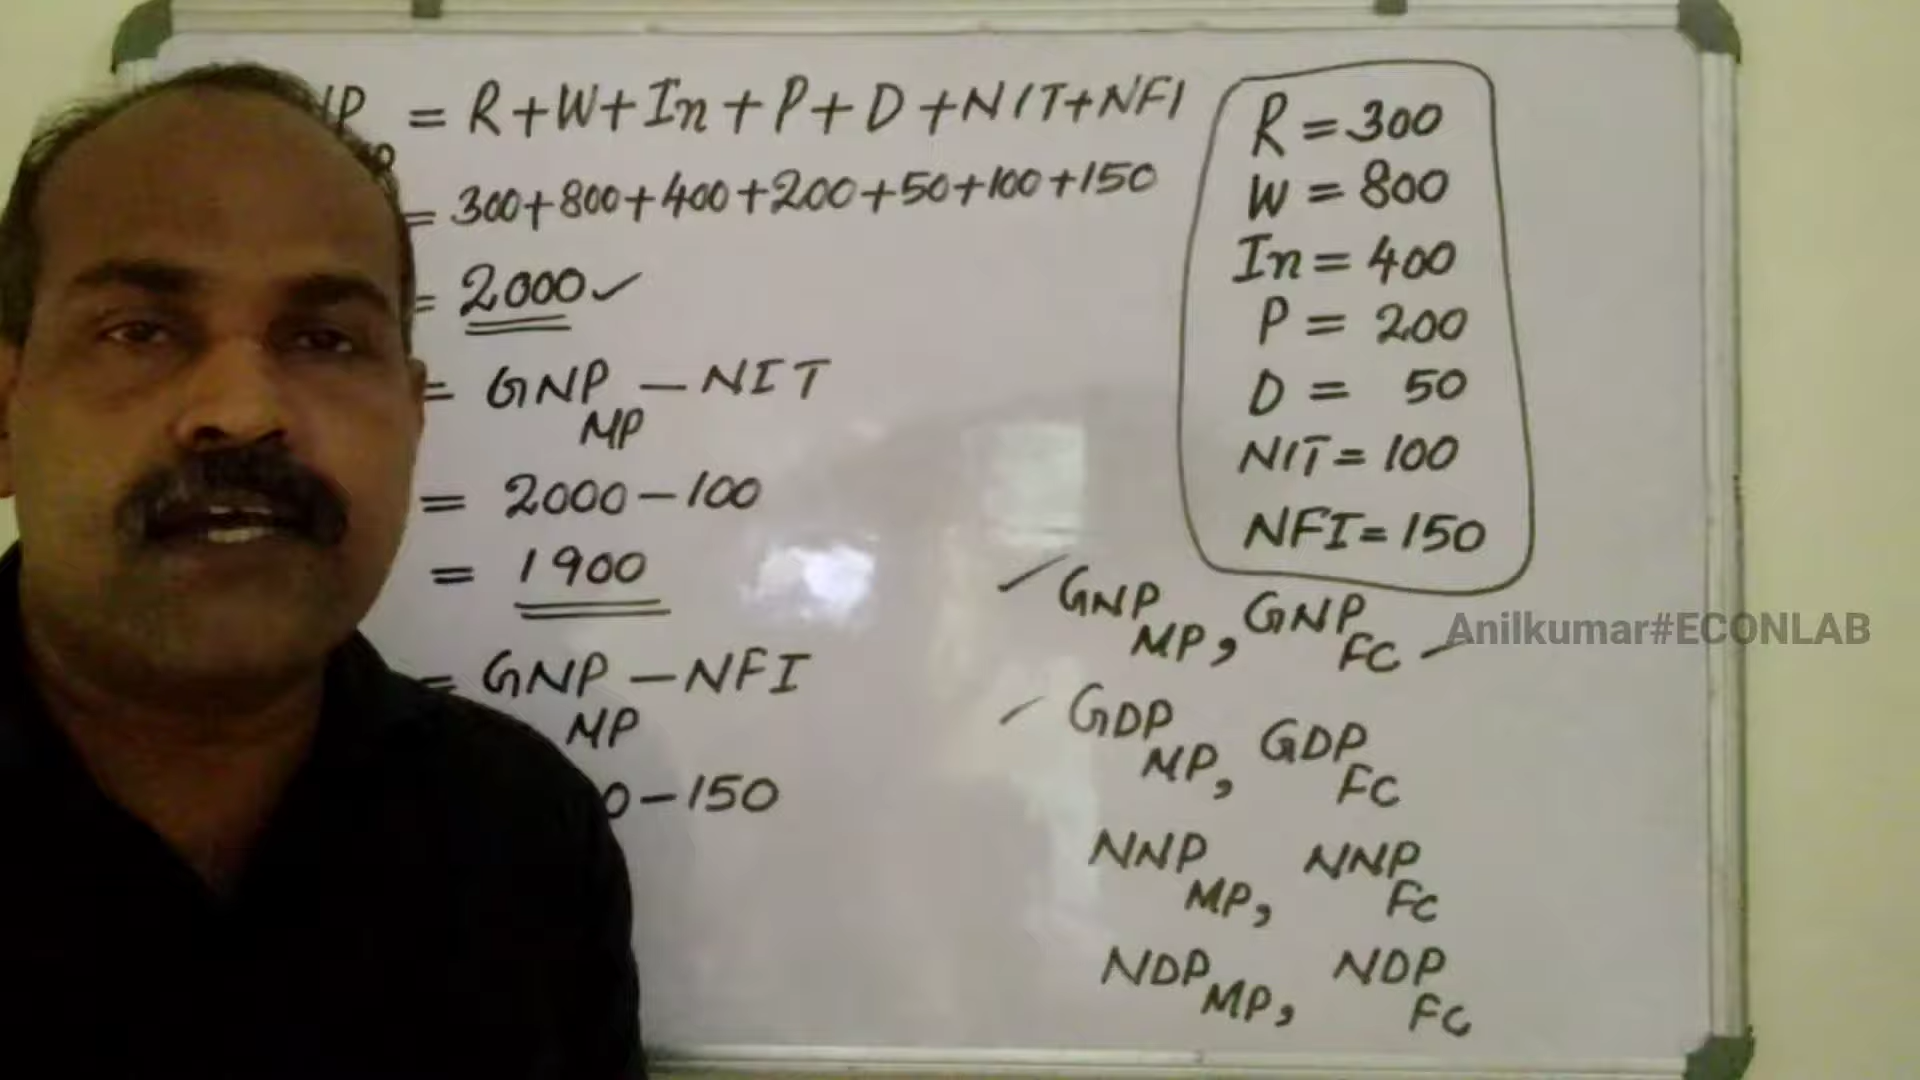 = R+W+In+P+D+NIT+NFI
= 300+800+400+200+50+100+150
= 2000✓
= GNP MP - NIT
= 2000-100
= 1900
= GNP MP - NFI
0-150
R = 300
W = 800
In = 400
P = 200
D = 50
NIT = 100
NFI = 150
GNP MP, GNP FC
GDP MP, GDP FC
NNP MP, NNP FC
NDP MP, NDP FC
Anilkumar#ECONLAB